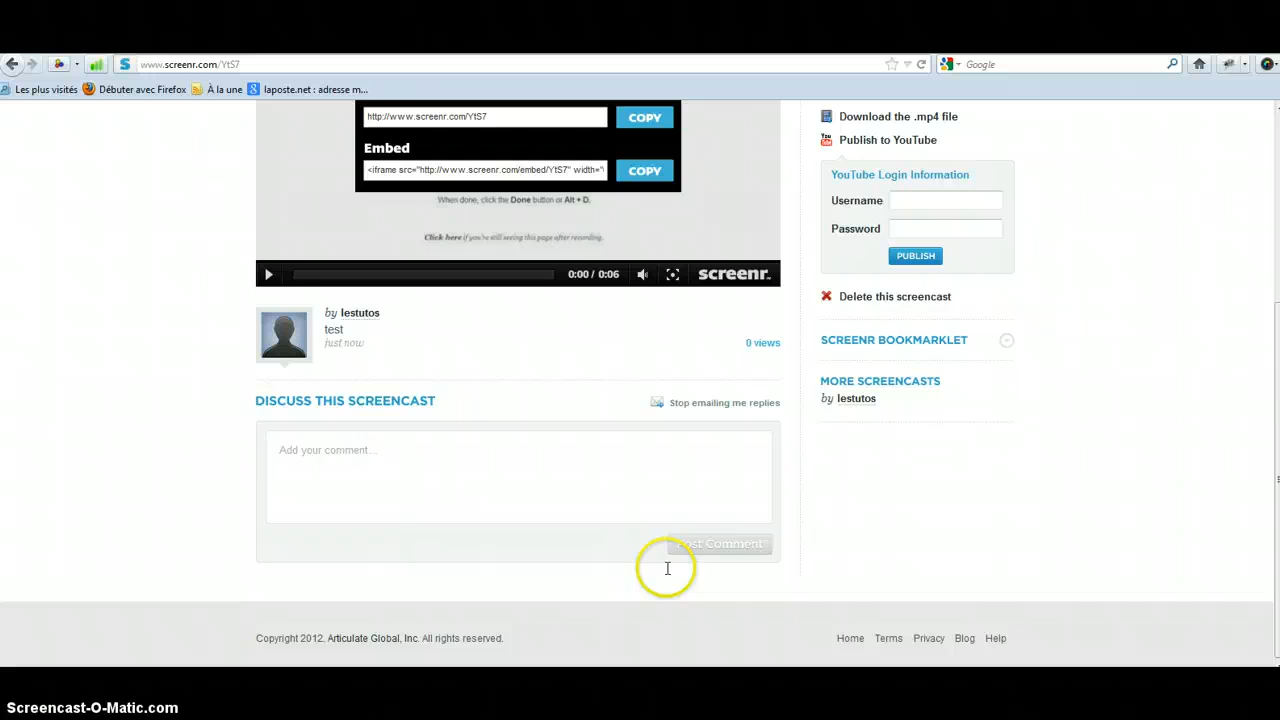 www.screenr.com/YtS7
Google
Les plus visités
Débuter avec Firefox
À la une
laposte.net : adresse m...
http://www.screenr.com/YtS7
COPY
Embed
<iframe src="http://www.screenr.com/embed/YtS7" width="
COPY
When done, click the Done button or Alt + D.
Click here if you're still seeing this page after recording.
0:00 / 0:06
screenr
by lestutos
test
just now
0 views
DISCUSS THIS SCREENCAST
Stop emailing me replies
Add your comment...
Post Comment
Download the .mp4 file
You Tube
Publish to YouTube
YouTube Login Information
Username
Password
PUBLISH
Delete this screencast
SCREENR BOOKMARKLET
MORE SCREENCASTS
by lestutos
Copyright 2012, Articulate Global, Inc. All rights reserved.
Home Terms Privacy Blog Help
Screencast-O-Matic.com